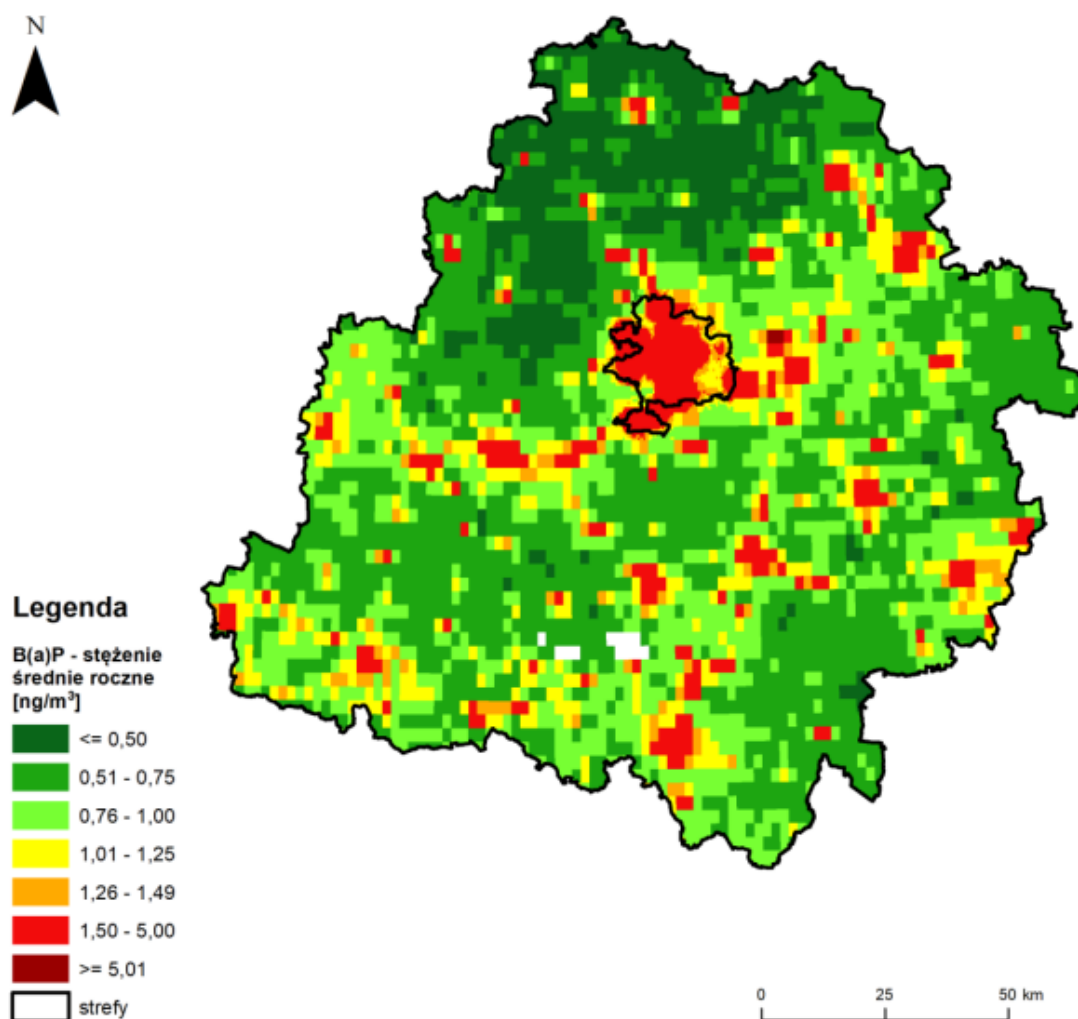 N
Legenda
B(a)P - stężenie
średnie roczne
[ng/m³]
<= 0,50
0,51 - 0,75
0,76 - 1,00
1,01 - 1,25
1,26 - 1,49
1,50 - 5,00
>= 5,01
strefy
0 25 50 km